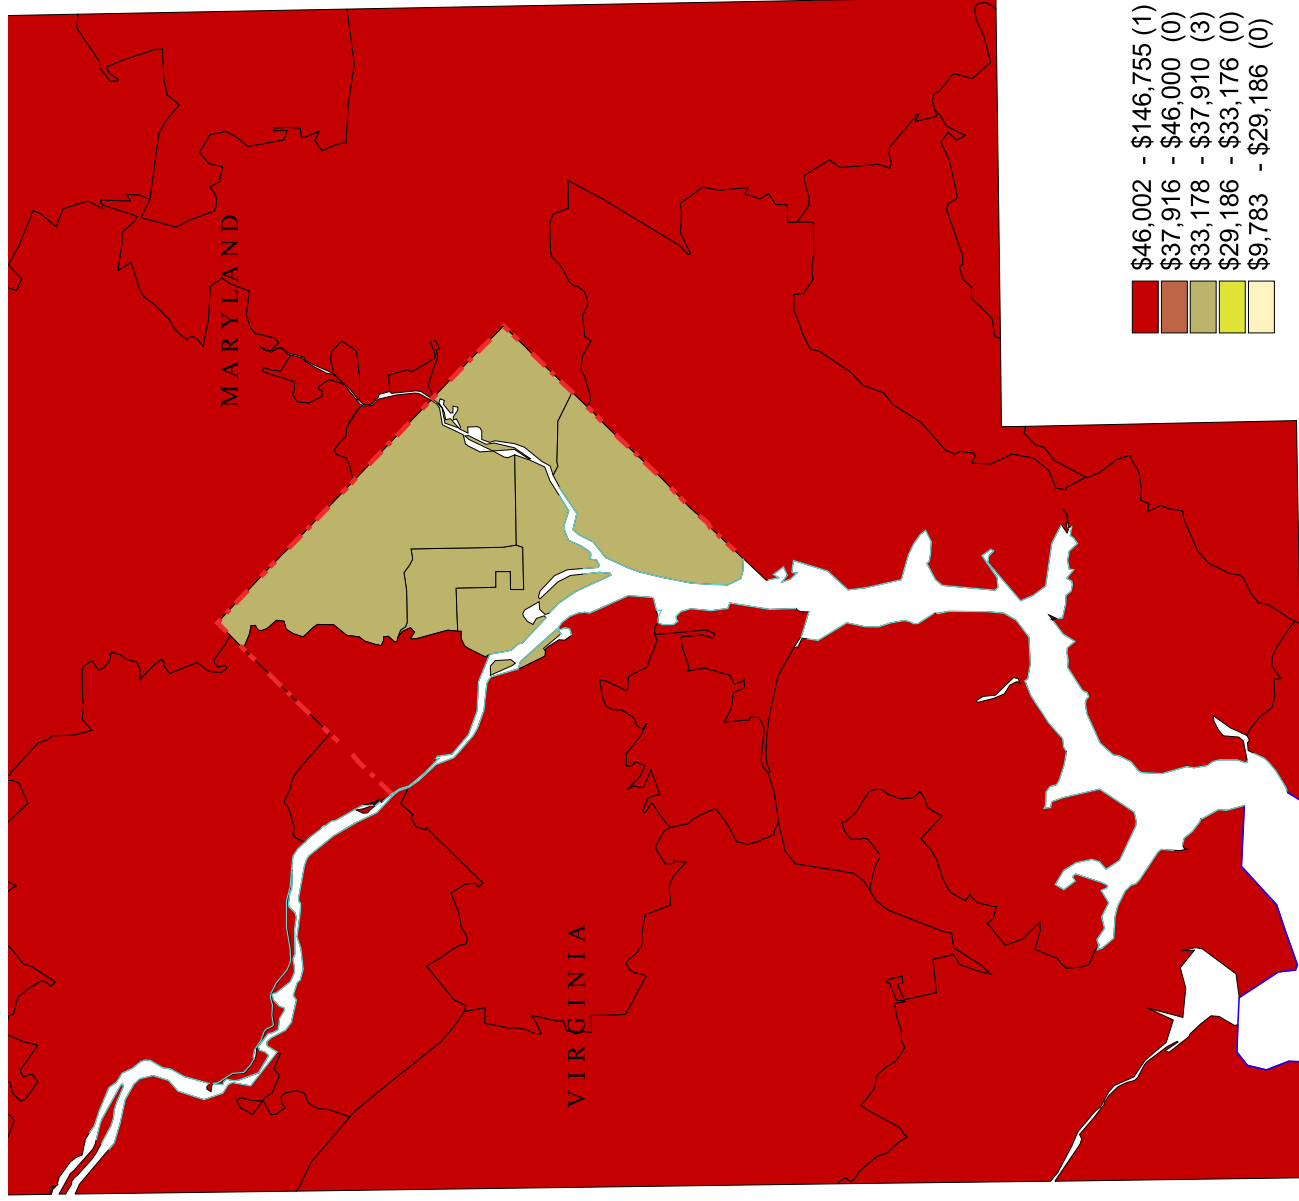 MARYLAND
VIRGINIA
$46,002 - $146,755 (1)
$37,916 - $46,000 (0)
$33,178 - $37,910 (3)
$29,186 - $33,176 (0)
$9,783 - $29,186 (0)